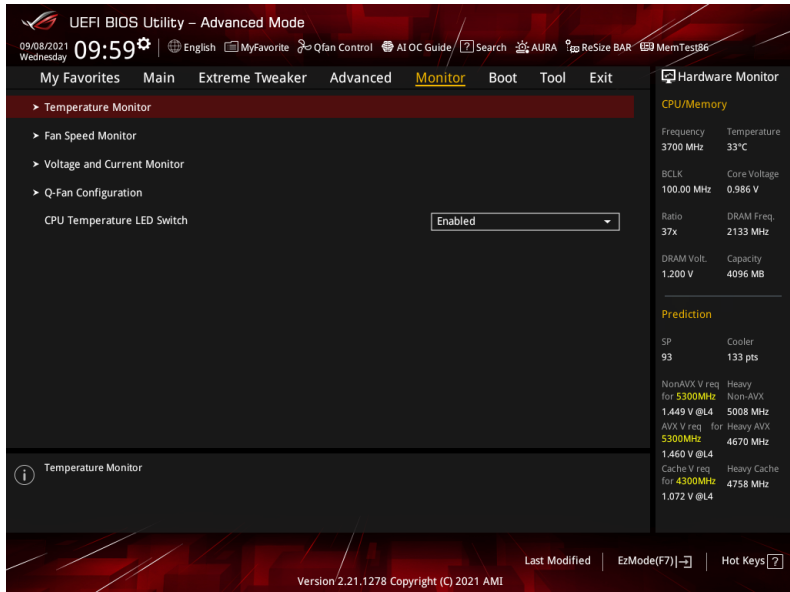 UEFI BIOS Utility – Advanced Mode
09/08/2021
Wednesday
09:59
English
MyFavorite
Qfan Control
AI OC Guide
? Search
AURA
ReSize BAR
MemTest86
My Favorites
Main
Extreme Tweaker
Advanced
Monitor
Boot
Tool
Exit
> Temperature Monitor
> Fan Speed Monitor
> Voltage and Current Monitor
> Q-Fan Configuration
CPU Temperature LED Switch
Enabled
Hardware Monitor
CPU/Memory
Frequency Temperature
3700 MHz 33°C
BCLK Core Voltage
100.00 MHz 0.986 V
Ratio DRAM Freq.
37x 2133 MHz
DRAM Volt. Capacity
1.200 V 4096 MB
Prediction
SP Cooler
93 133 pts
NonAVX V req Heavy
for 5300MHz Non-AVX
1.449 V @L4 5008 MHz
AVX V req for Heavy AVX
5300MHz 4670 MHz
1.460 V @L4
Cache V req Heavy Cache
for 4300MHz 4758 MHz
1.072 V @L4
i Temperature Monitor
Last Modified
EzMode(F7)
Hot Keys ?
Version 2.21.1278 Copyright (C) 2021 AMI